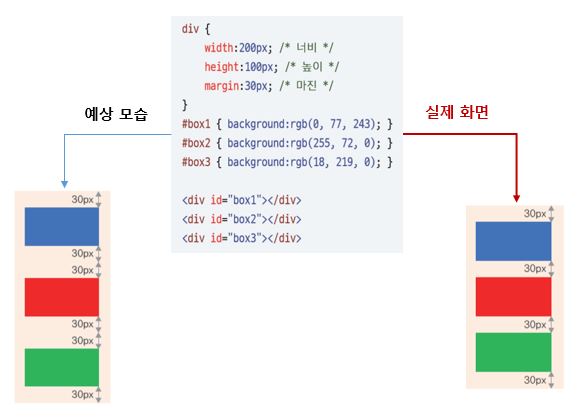 div {
width:200px; /* 너비 */
height:100px; /* 높이 */
margin:30px; /* 마진 */
}
#box1 { background:rgb(0, 77, 243); }
#box2 { background:rgb(255, 72, 0); }
#box3 { background:rgb(18, 219, 0); }
<div id="box1"></div>
<div id="box2"></div>
<div id="box3"></div>
예상 모습
실제 화면
30px
30px
30px
30px
30px
30px
30px
30px
30px
30px